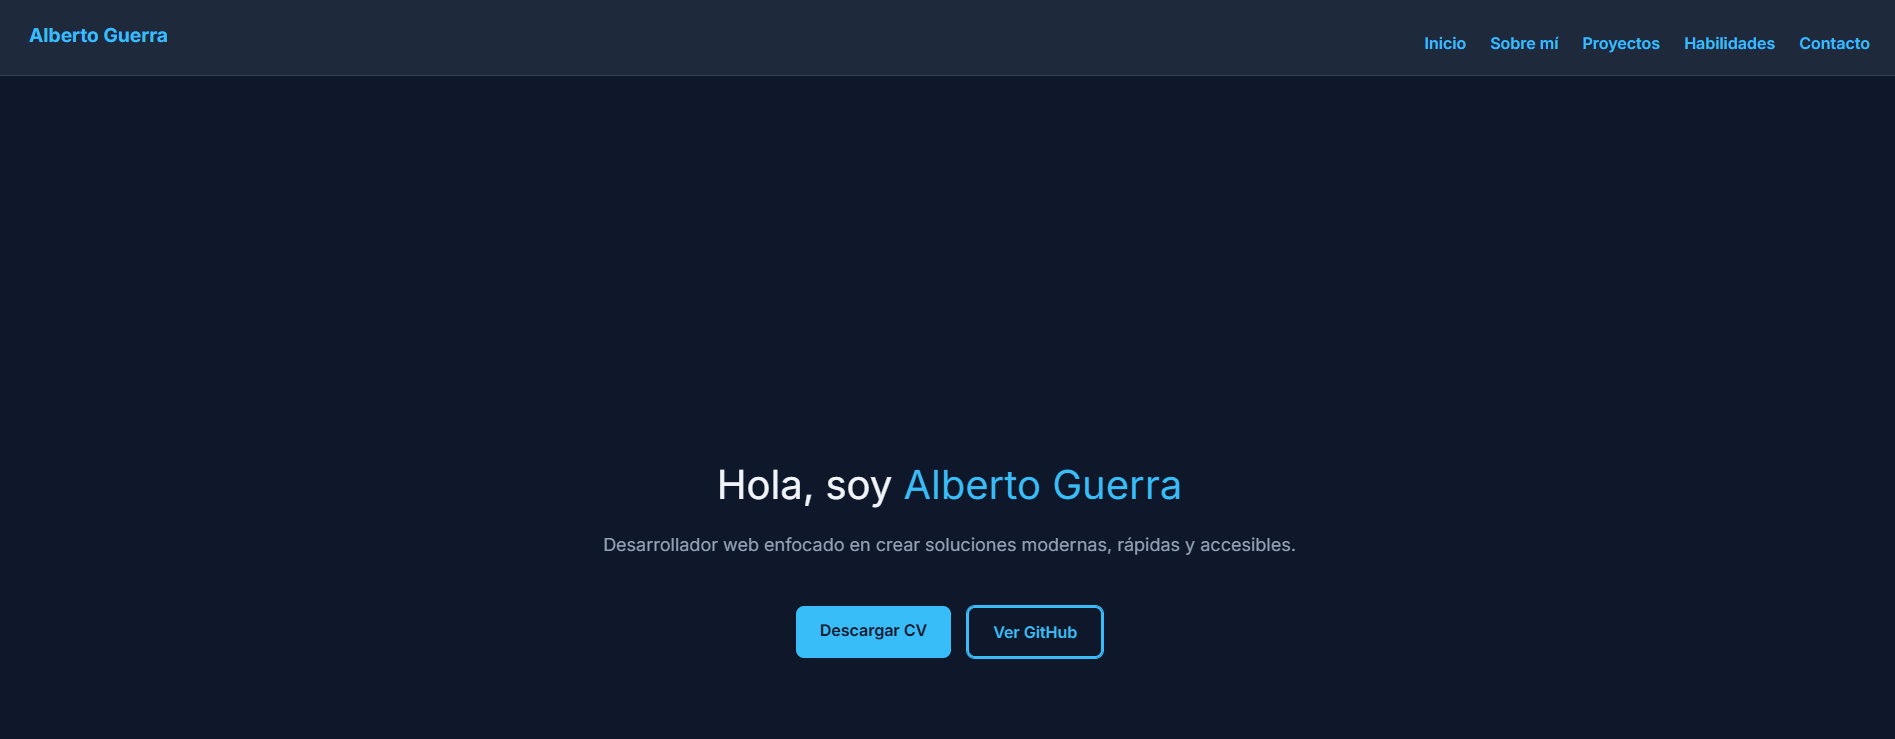 Alberto Guerra
Inicio Sobre mí Proyectos Habilidades Contacto
Hola, soy Alberto Guerra
Desarrollador web enfocado en crear soluciones modernas, rápidas y accesibles.
Descargar CV Ver GitHub